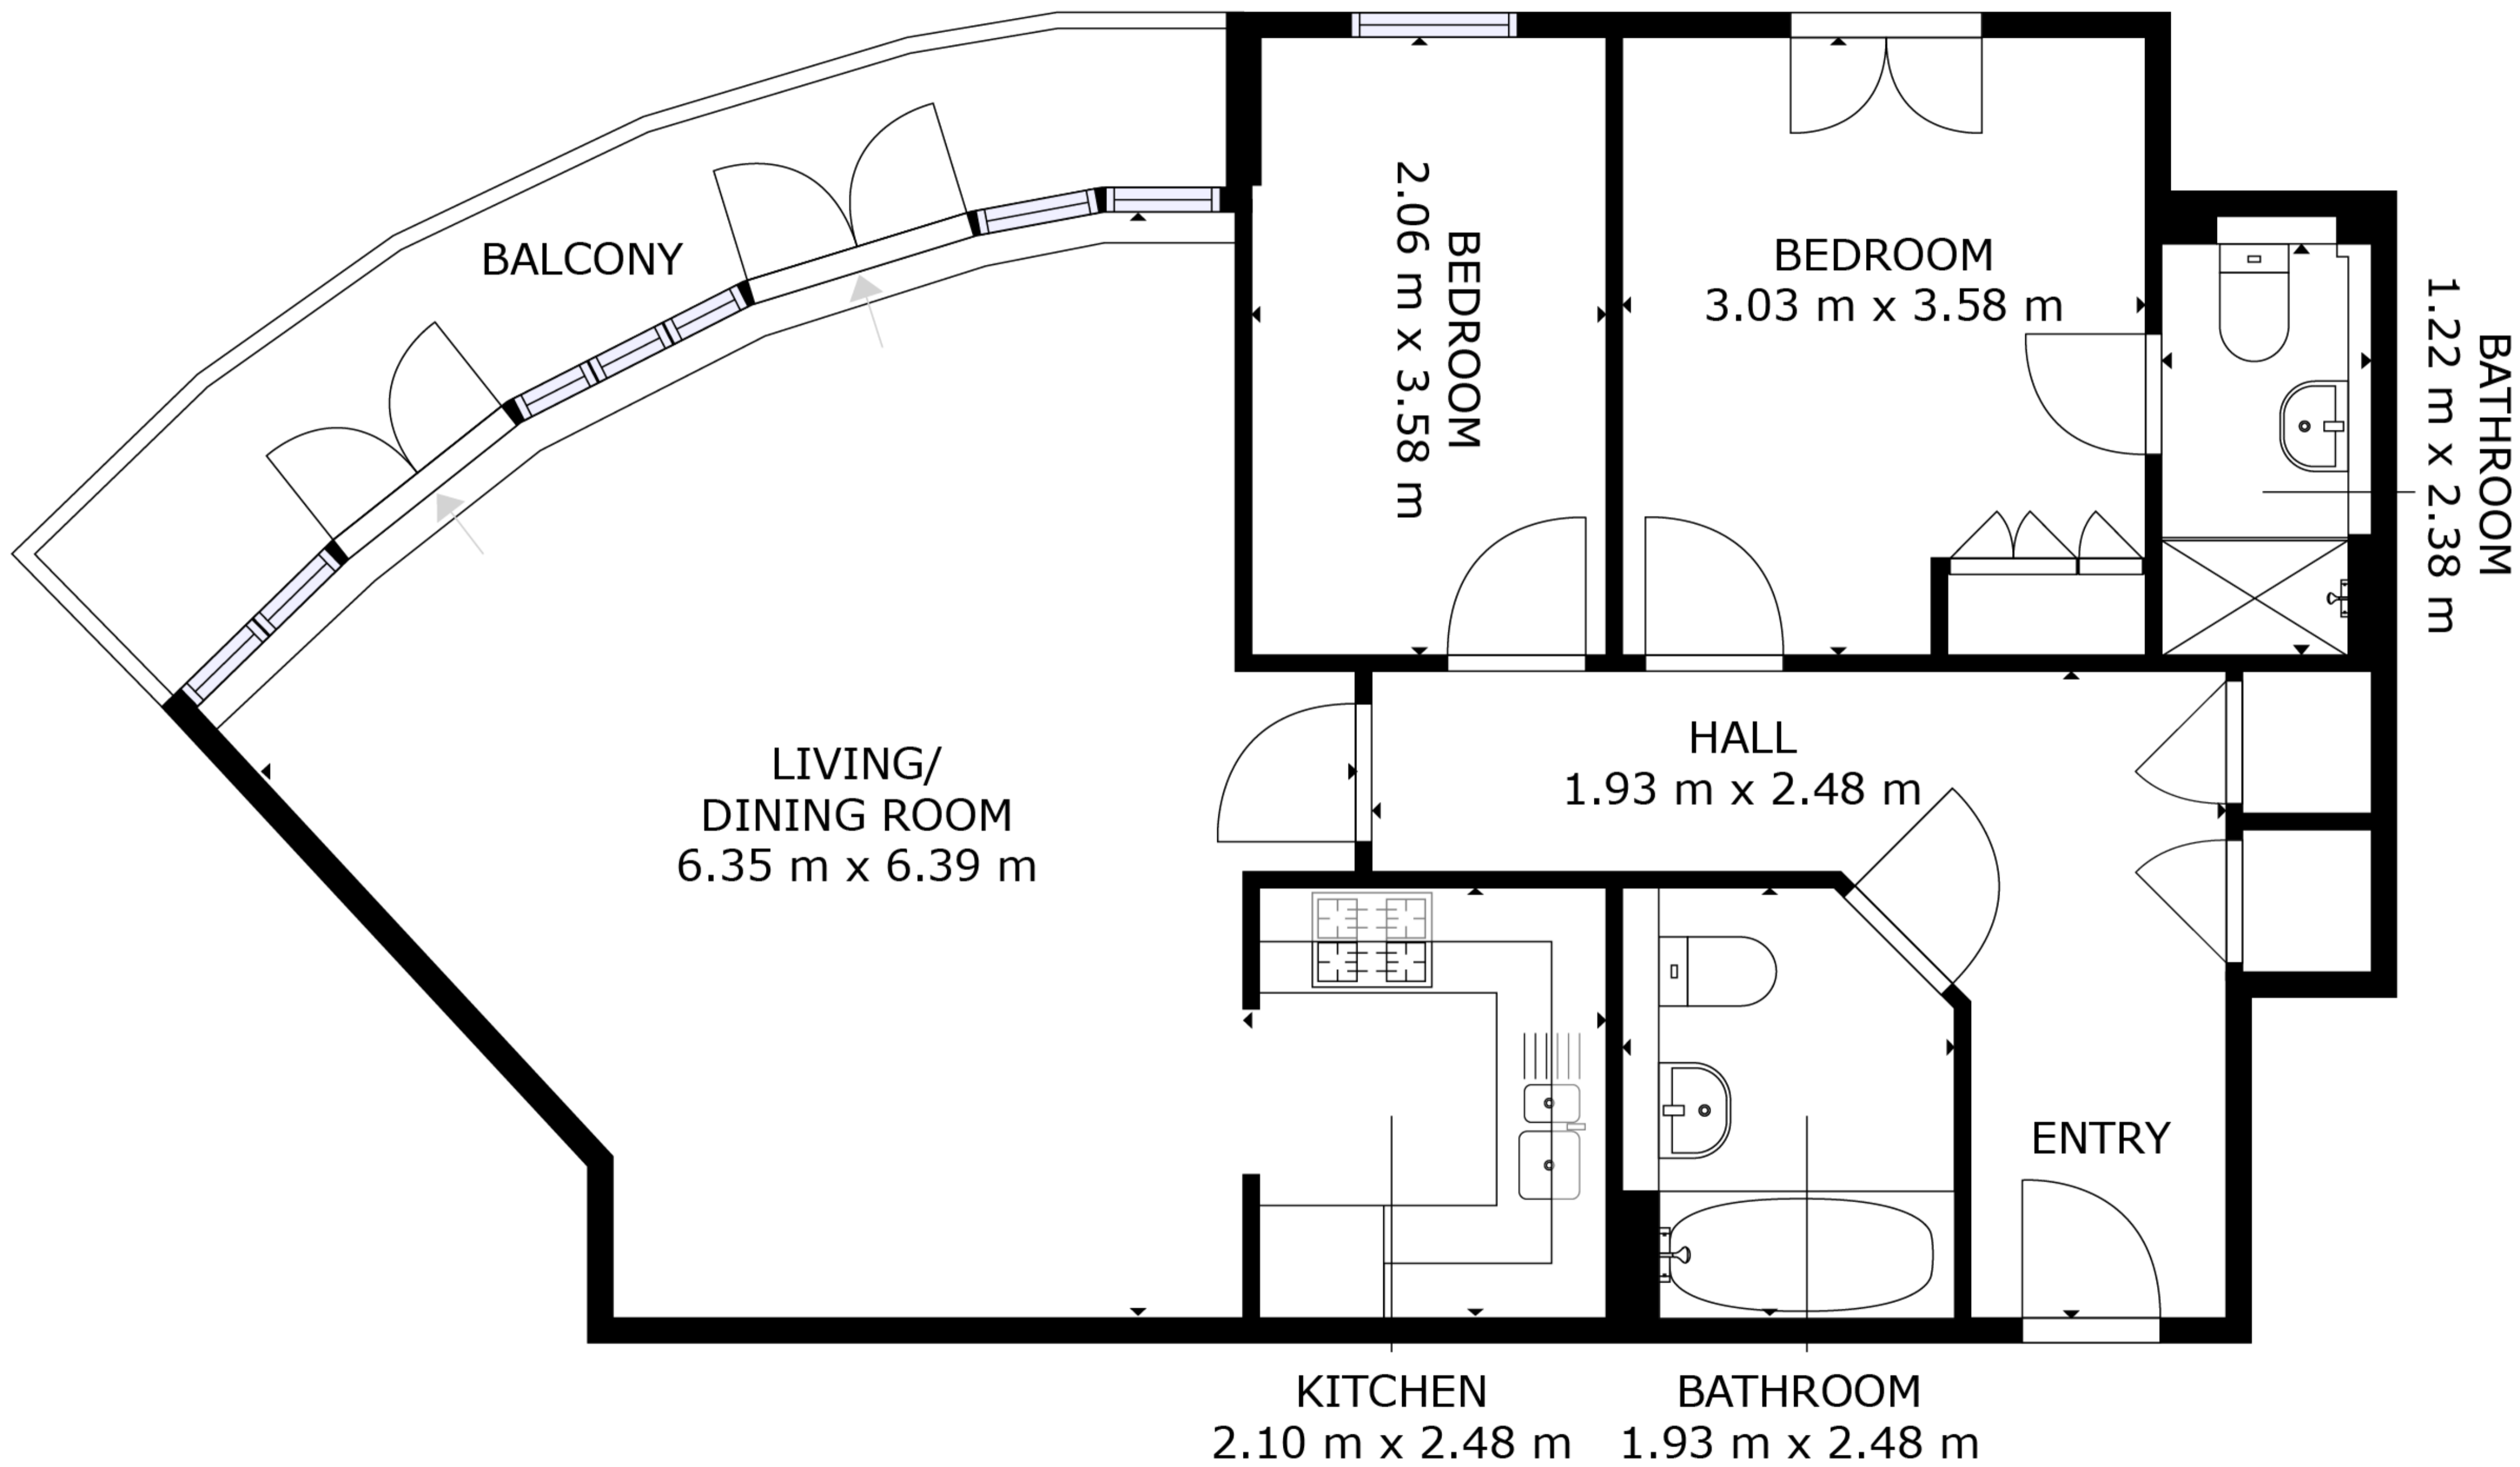 BALCONY
BEDROOM
2.06 m x 3.58 m
BEDROOM
3.03 m x 3.58 m
BATHROOM
1.22 m x 2.38 m
LIVING/
DINING ROOM
6.35 m x 6.39 m
HALL
1.93 m x 2.48 m
ENTRY
KITCHEN
2.10 m x 2.48 m
BATHROOM
1.93 m x 2.48 m